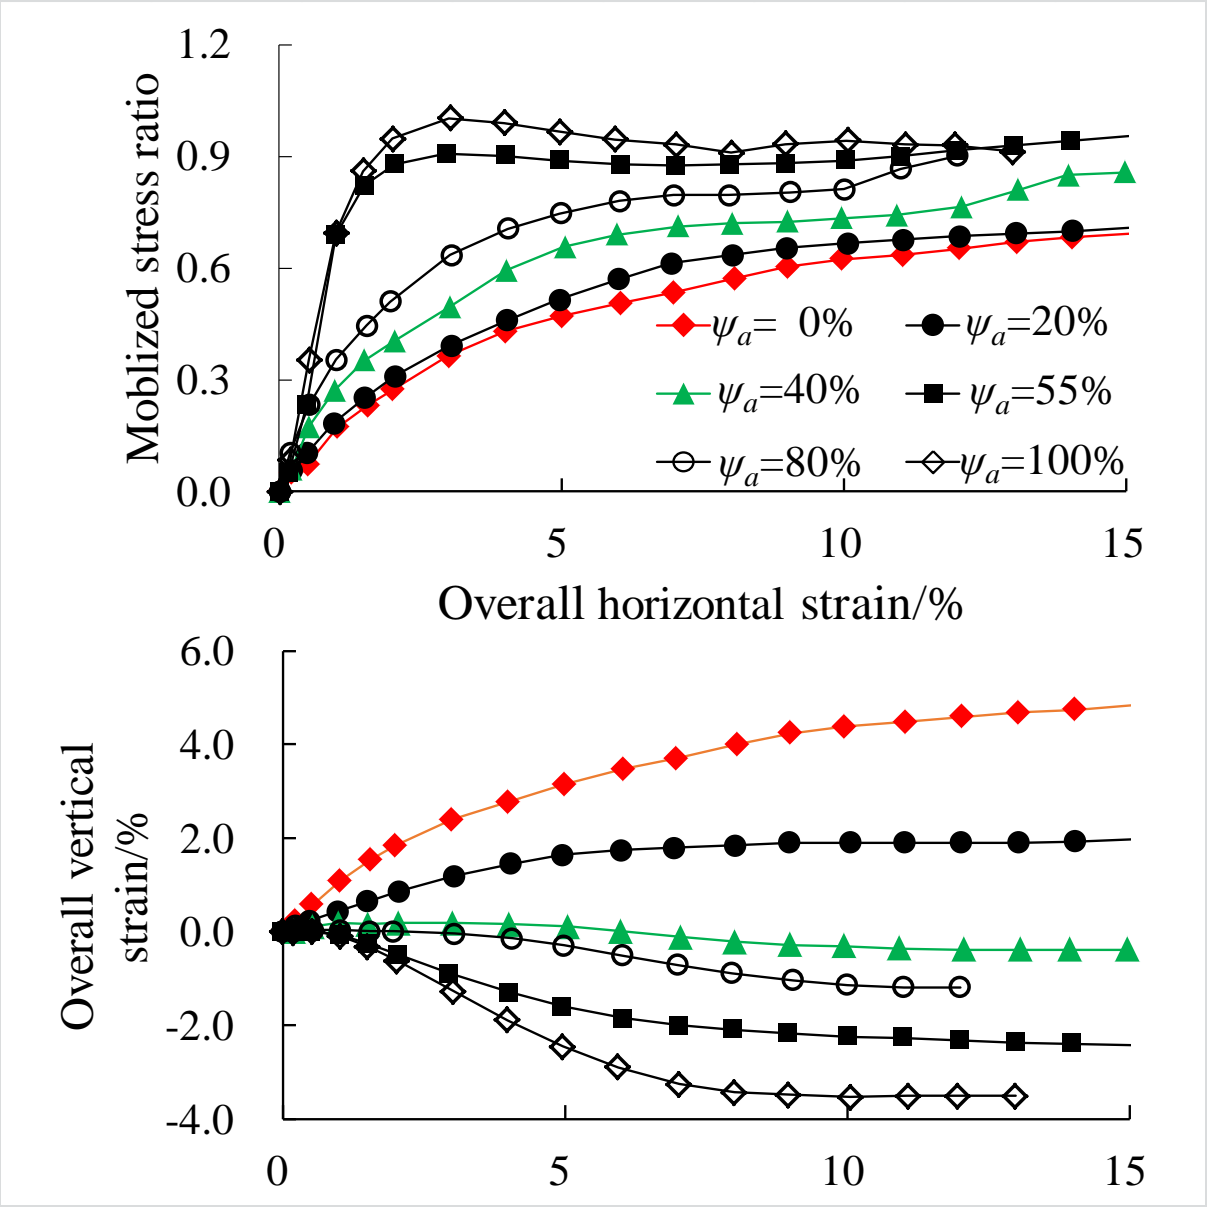 1.2
0.9
0.6
0.3
0.0
Moblized stress ratio
ψa= 0%
ψa=20%
ψa=40%
ψa=55%
ψa=80%
ψa=100%
0
5
10
15
Overall horizontal strain/%
6.0
4.0
2.0
0.0
-2.0
-4.0
Overall vertical
strain/%
0
5
10
15